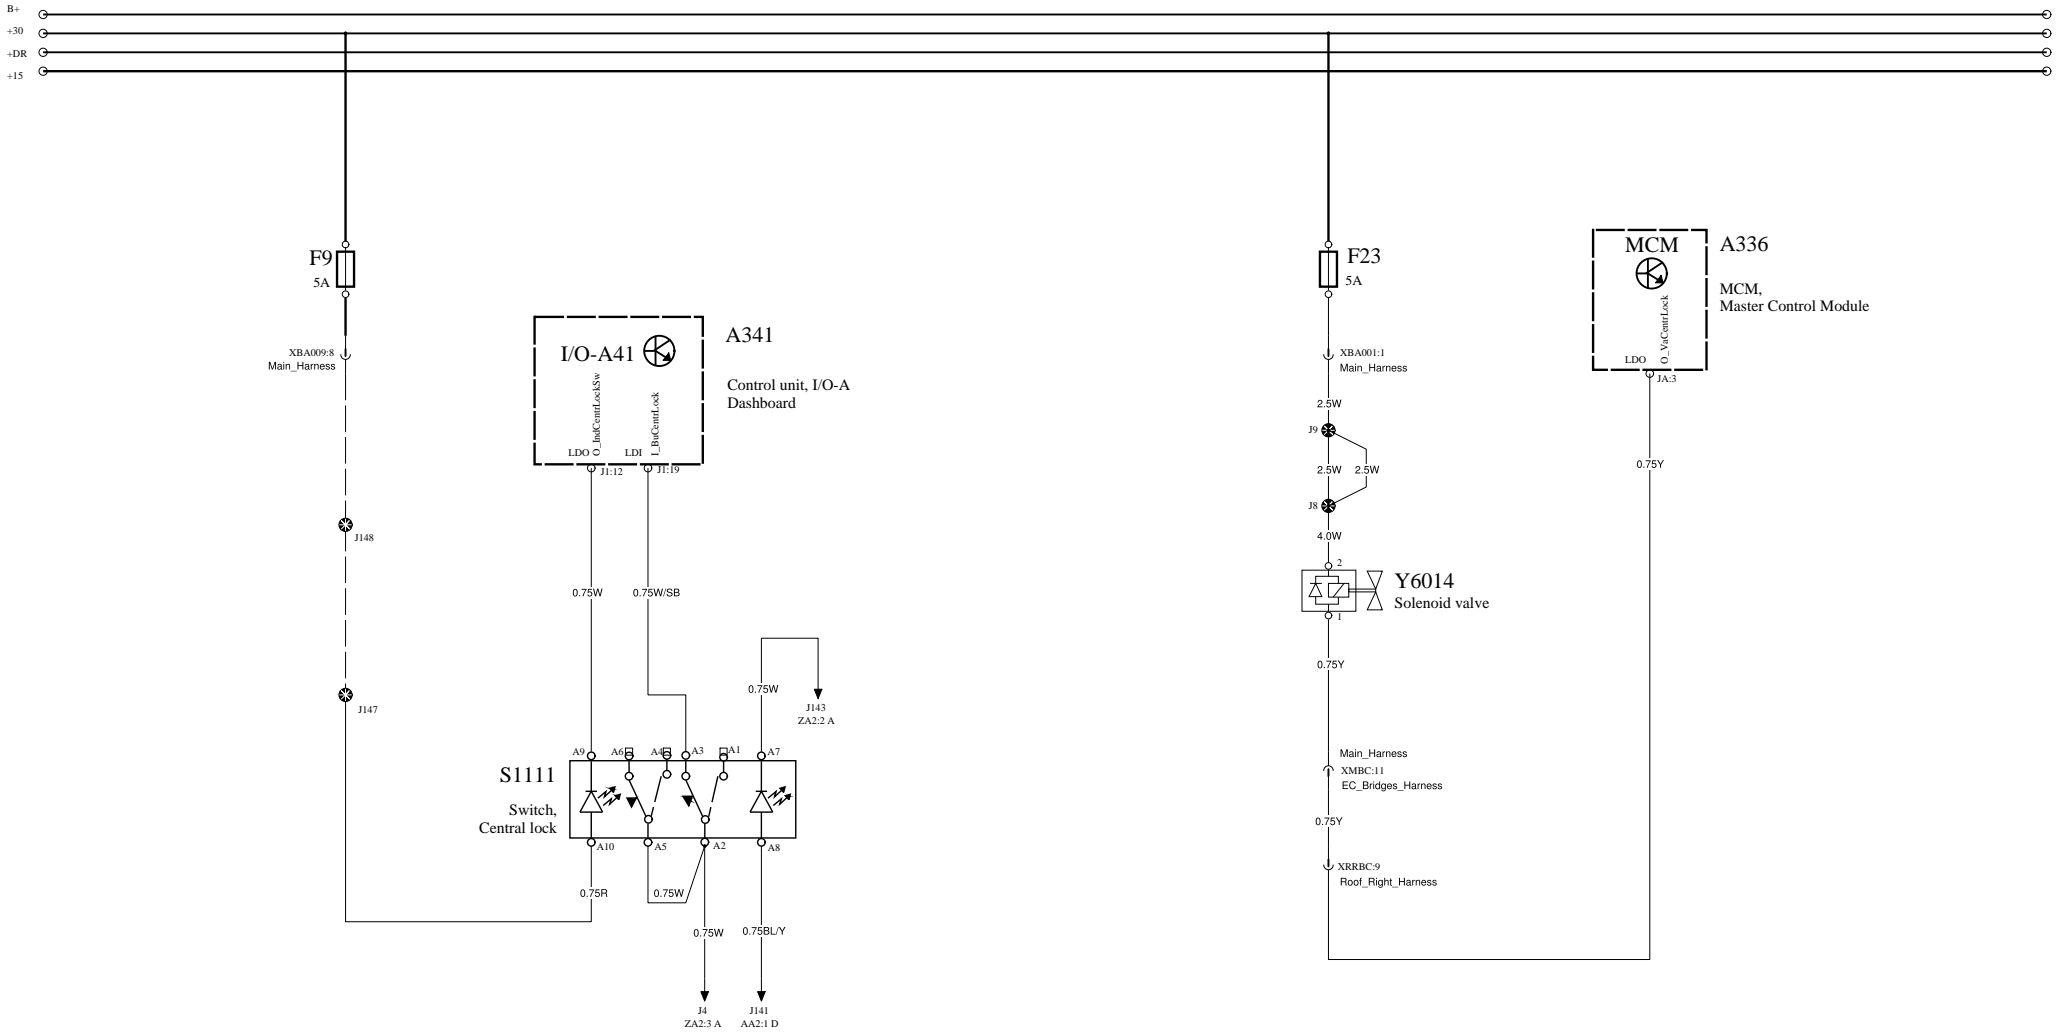 B+
+30
+DR
+15
F9
5A
XBA009:8
Main_Harness
J148
J147
I/O-A41
A341
Control unit, I/O-A
Dashboard
O_IndCentrLockSw
I_BuCentrLock
LDO
LDI
J1:12
J1:19
0.75W
0.75W/SB
0.75W
J143
ZA2:2 A
A9
A6
A4
A3
A1
A7
S1111
Switch,
Central lock
A10
A5
A2
A8
0.75R
0.75W
0.75W
0.75BL/Y
J4
ZA2:3 A
J141
AA2:1 D
F23
5A
XBA001:1
Main_Harness
2.5W
J9
2.5W
2.5W
J8
4.0W
2
Y6014
Solenoid valve
1
0.75Y
Main_Harness
XMBC:11
EC_Bridges_Harness
0.75Y
XRRBC:9
Roof_Right_Harness
MCM
A336
MCM,
Master Control Module
O_VaCentrLock
LDO
JA:3
0.75Y